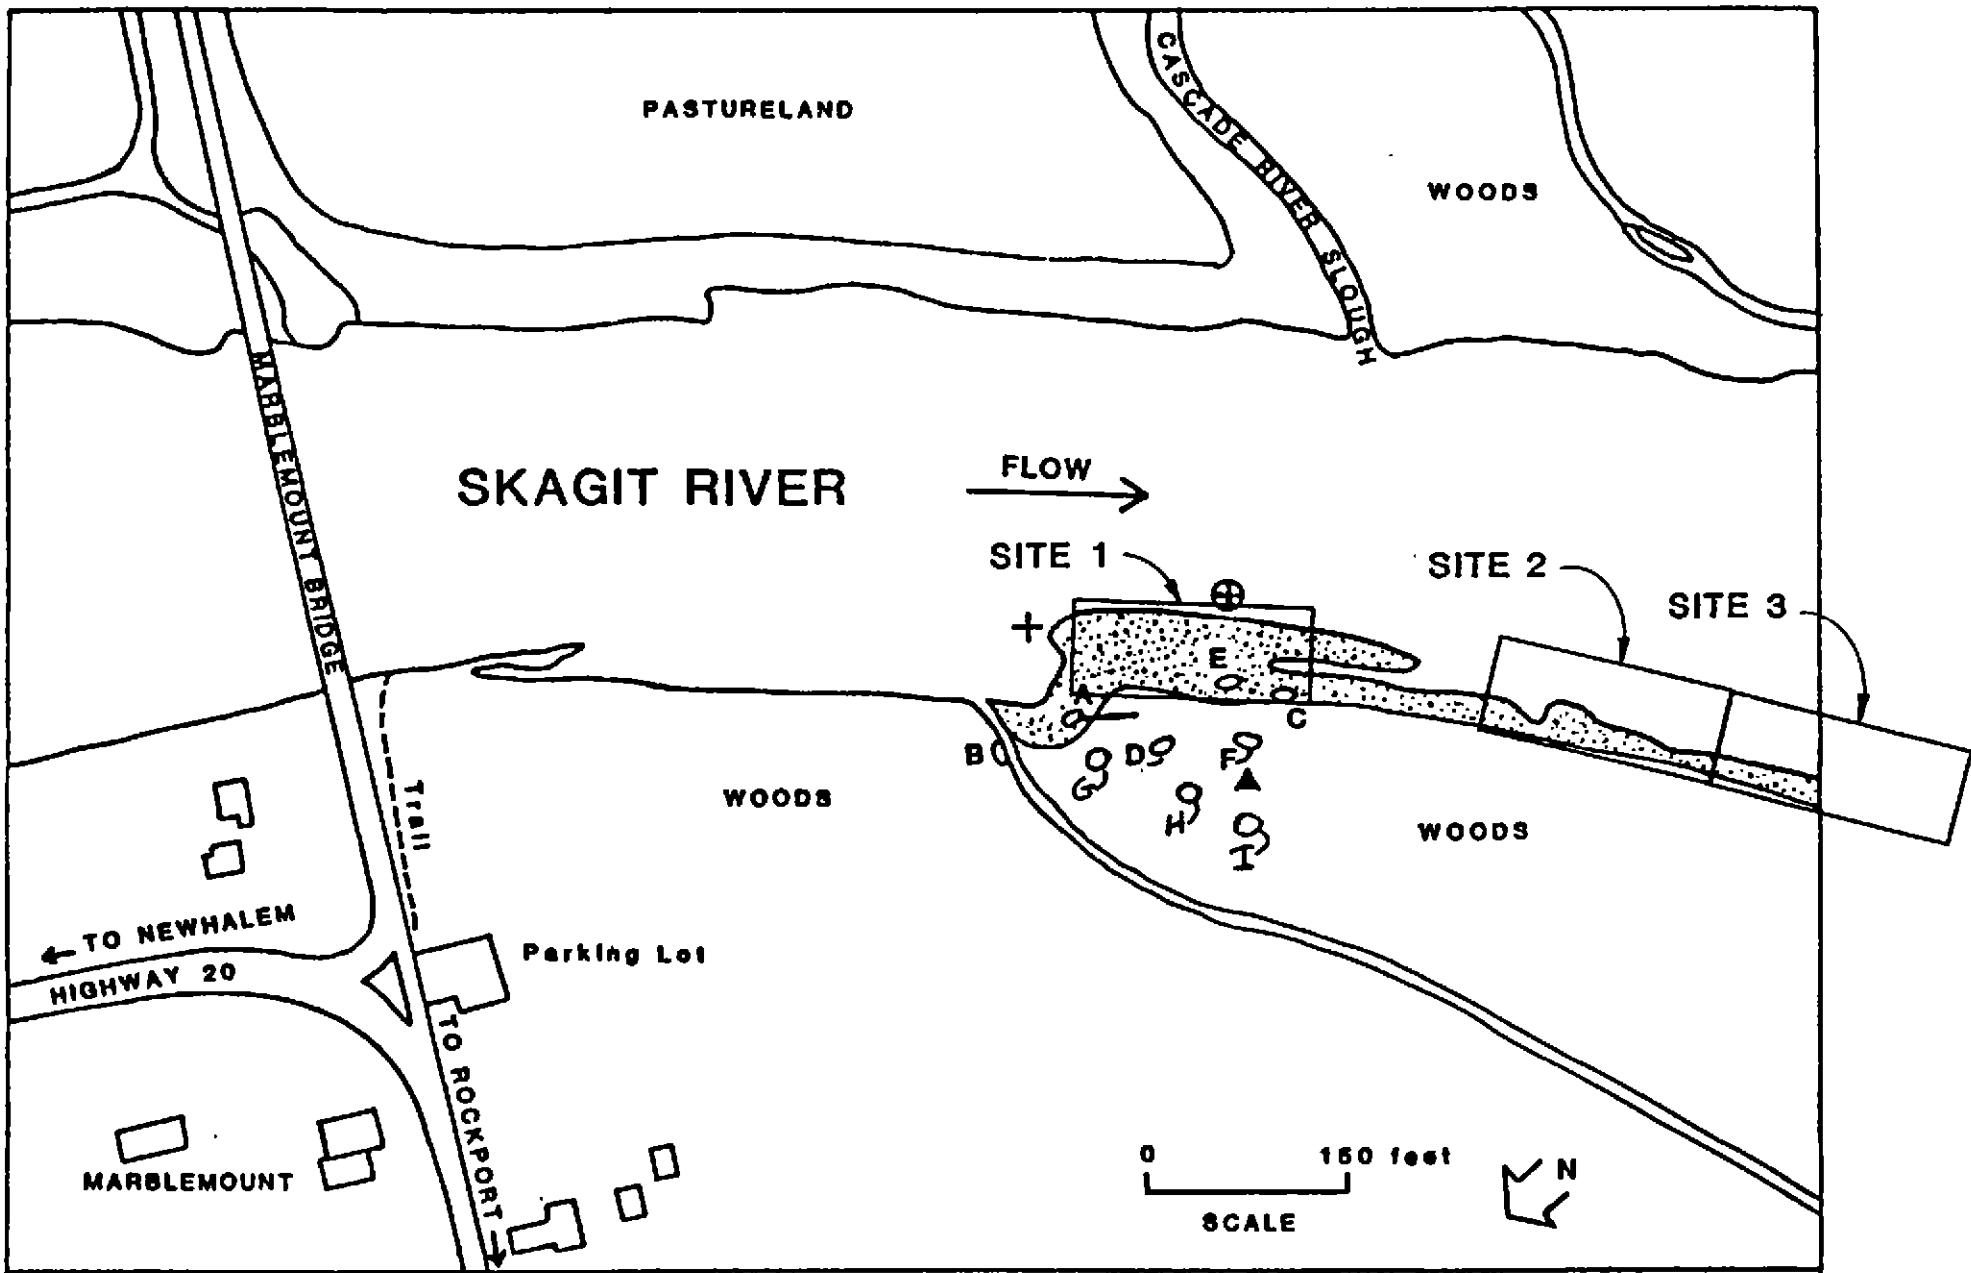 PASTURELAND
CASCADE RIVER SLOUGH
WOODS
MARBLEMOUNT BRIDGE
SKAGIT RIVER
FLOW
SITE 1
SITE 2
SITE 3
E
A
C
B
D
F
G
H
I
Trail
WOODS
WOODS
← TO NEWHALEM
HIGHWAY 20
Parking Lot
TO ROCKPORT →
MARBLEMOUNT
0 150 feet
SCALE
N